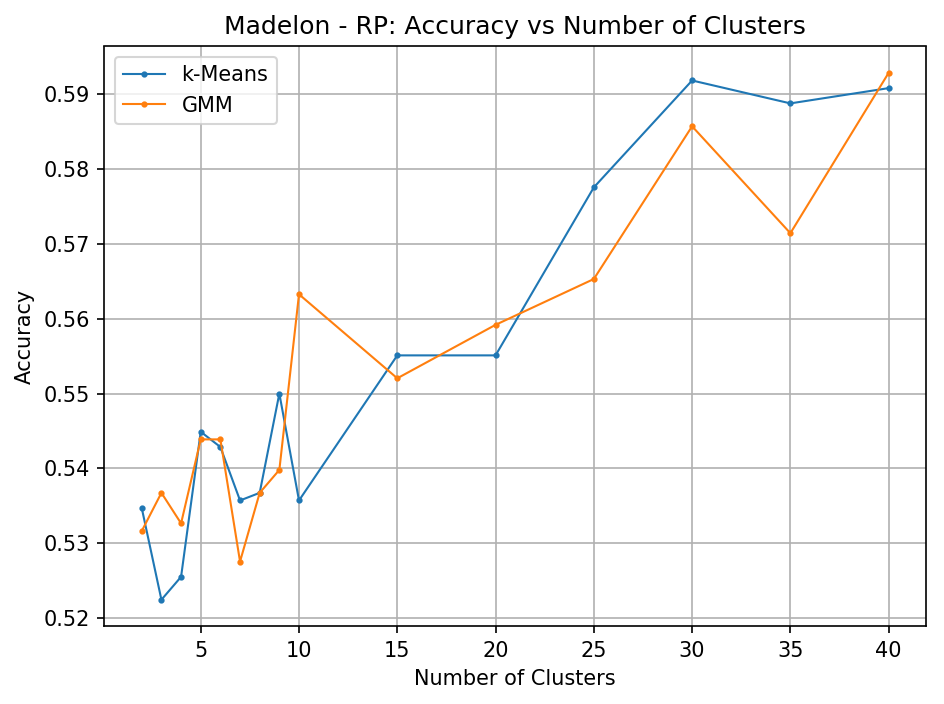 Madelon - RP: Accuracy vs Number of Clusters
k-Means
GMM
Accuracy
0.59
0.58
0.57
0.56
0.55
0.54
0.53
0.52
5 10 15 20 25 30 35 40
Number of Clusters